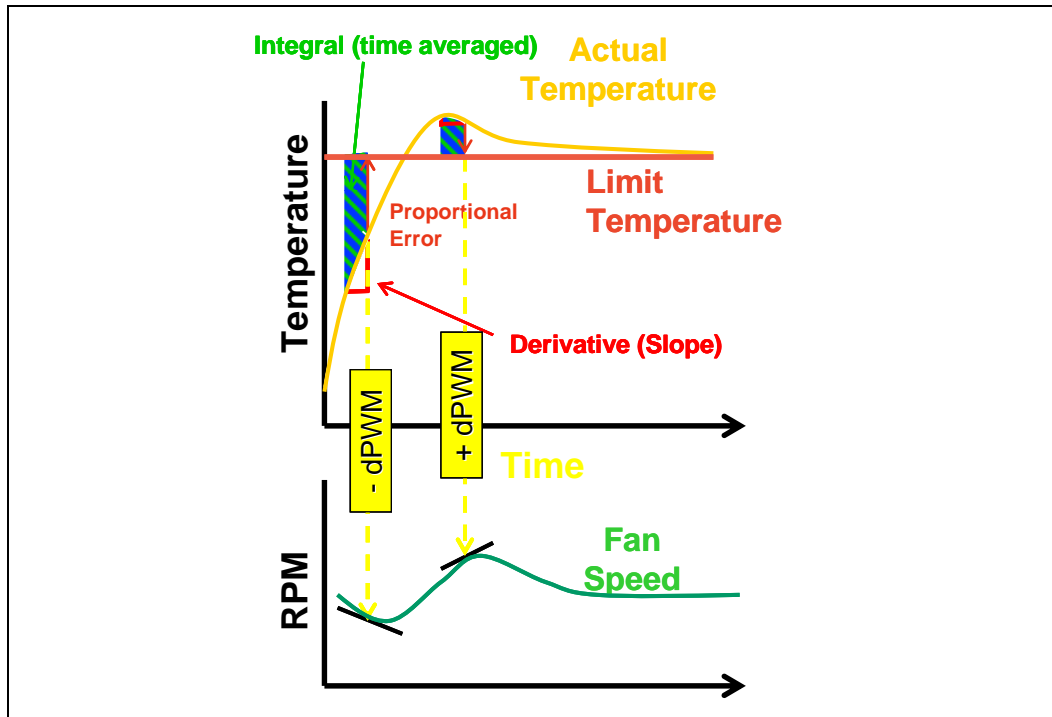 Integral (time averaged)
Actual
Temperature
Temperature
Limit
Temperature
Proportional
Error
Derivative (Slope)
- dPWM
+ dPWM
Time
RPM
Fan
Speed